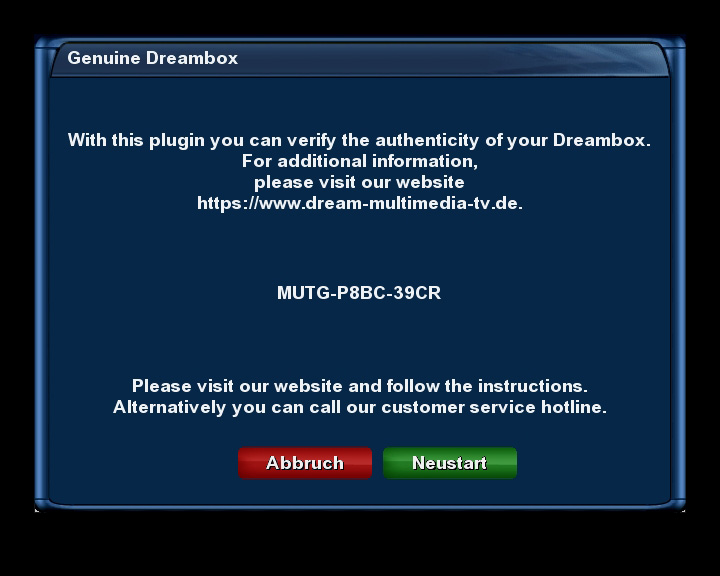 Genuine Dreambox
With this plugin you can verify the authenticity of your Dreambox.
For additional information,
please visit our website
https://www.dream-multimedia-tv.de.
MUTG-P8BC-39CR
Please visit our website and follow the instructions.
Alternatively you can call our customer service hotline.
Abbruch
Neustart